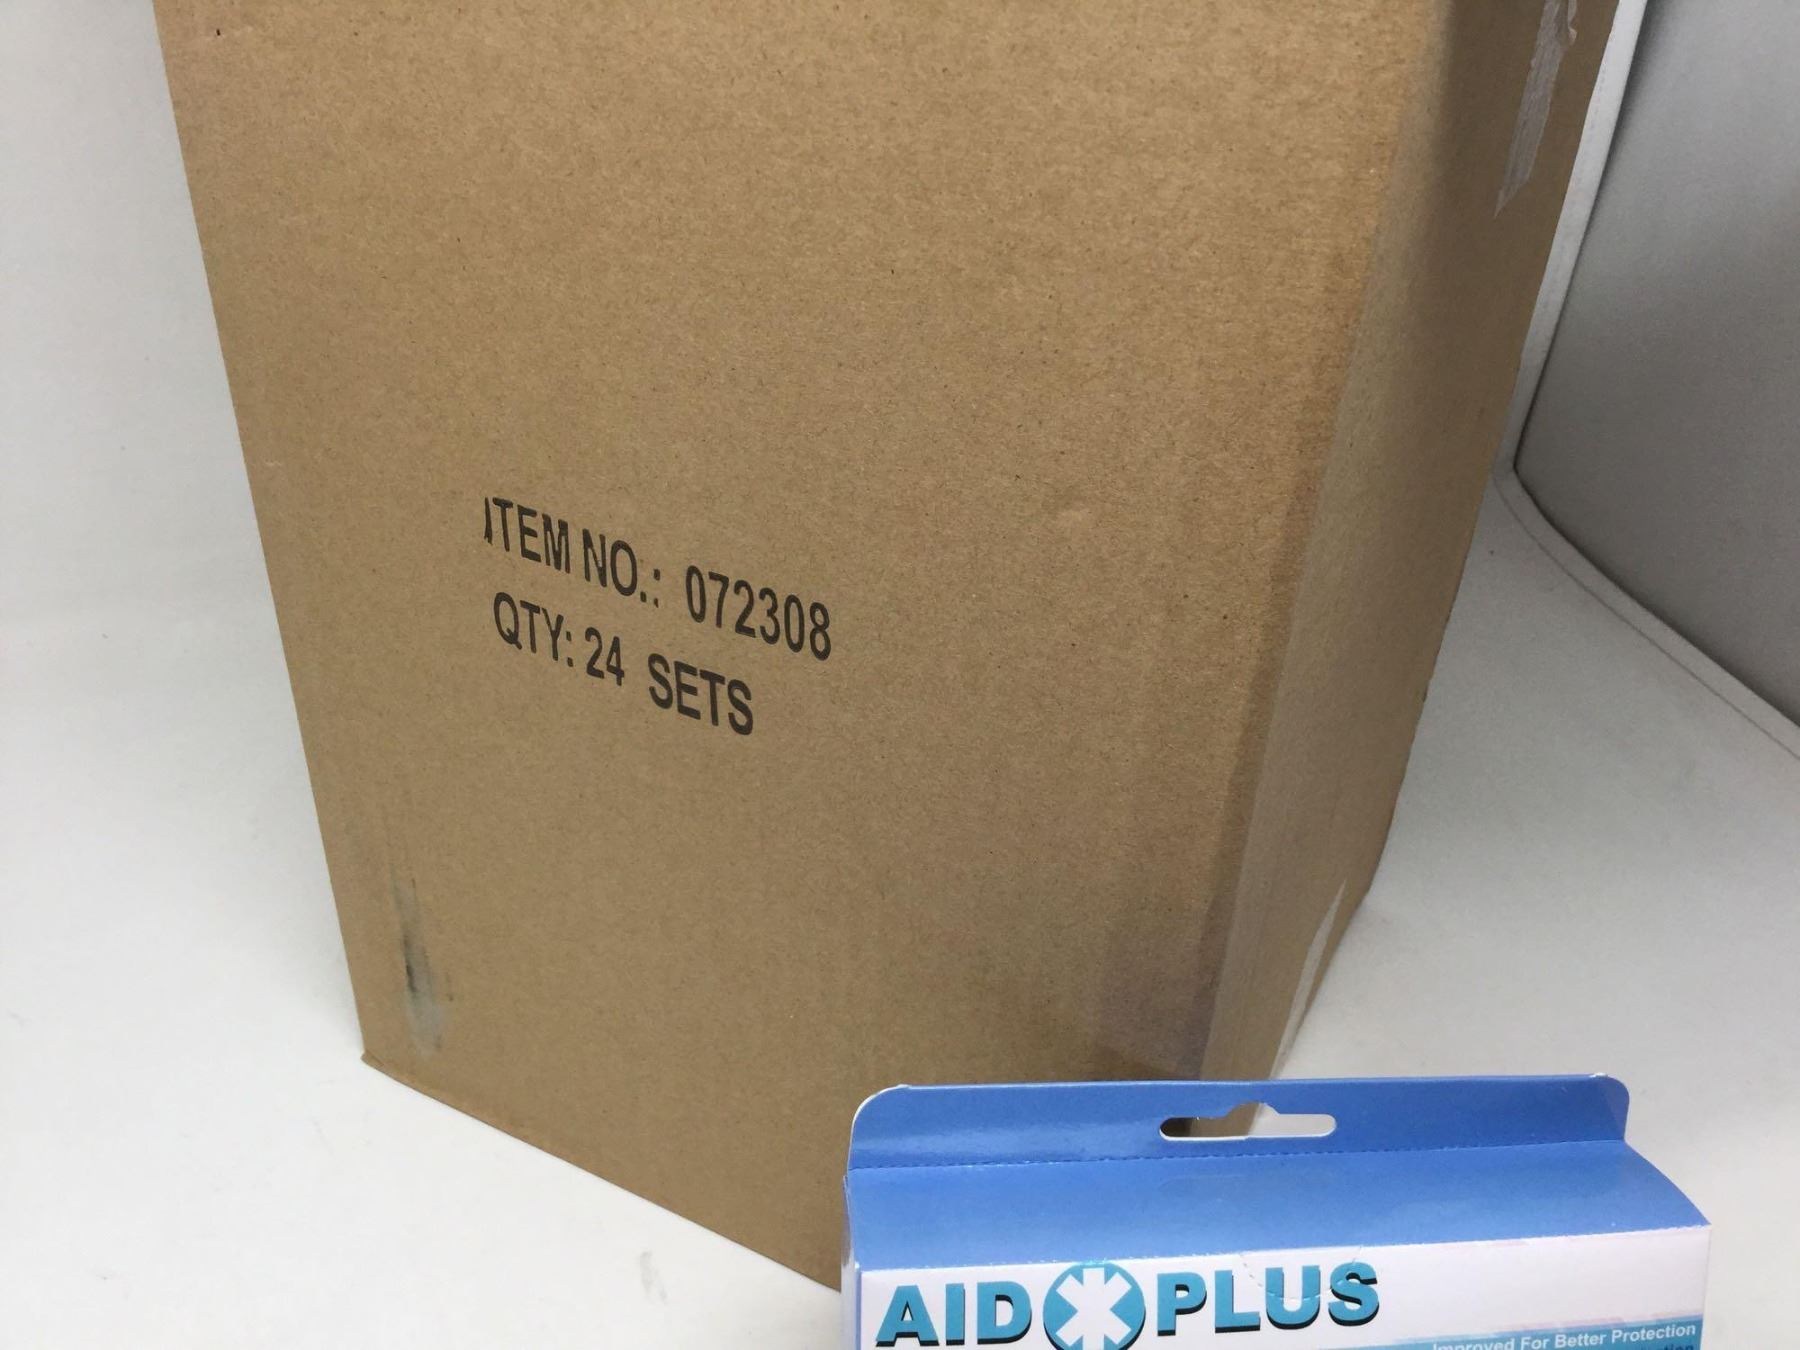 ITEM NO.: 072308
QTY: 24 SETS
AID PLUS
Improved For Better Protection